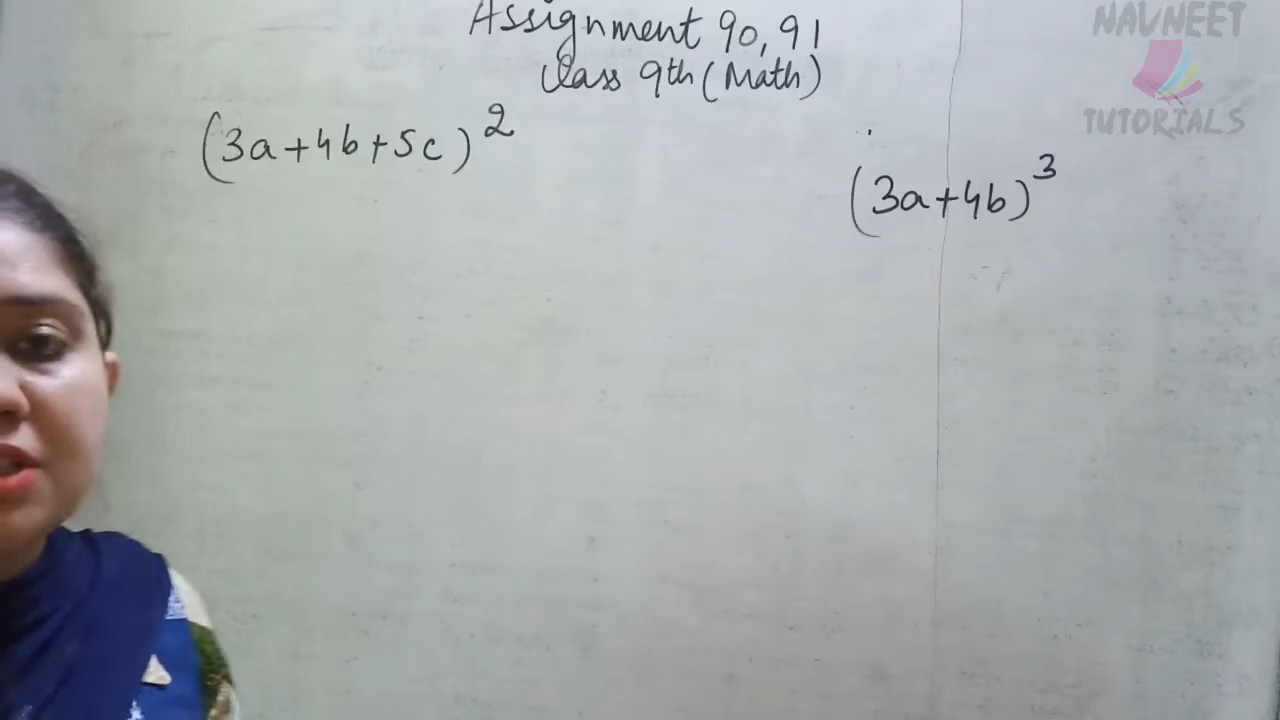 Assignment 90, 91
Class 9th (Math)
NAVNEET
TUTORIALS
(3a+4b+5c)²
(3a+4b)³